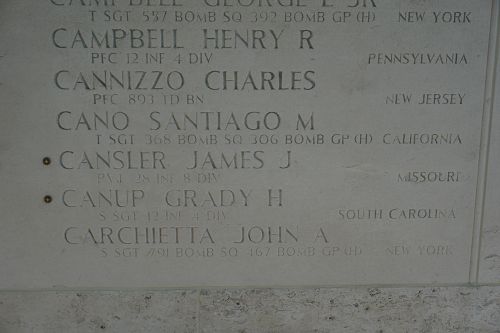 CAMPBELL GEORGE E JR
T SGT 537 BOMB SQ 392 BOMB GP (H) NEW YORK
CAMPBELL HENRY R
PFC 12 INF 4 DIV PENNSYLVANIA
CANNIZZO CHARLES
PFC 893 TD BN NEW JERSEY
CANO SANTIAGO M
T SGT 368 BOMB SQ 306 BOMB GP (H) CALIFORNIA
CANSLER JAMES J
PVT 28 INF 8 DIV MISSOURI
CANUP GRADY H
S SGT 12 INF 4 DIV SOUTH CAROLINA
CARCHIETTA JOHN A
S SGT 791 BOMB SQ 467 BOMB GP (H) NEW YORK